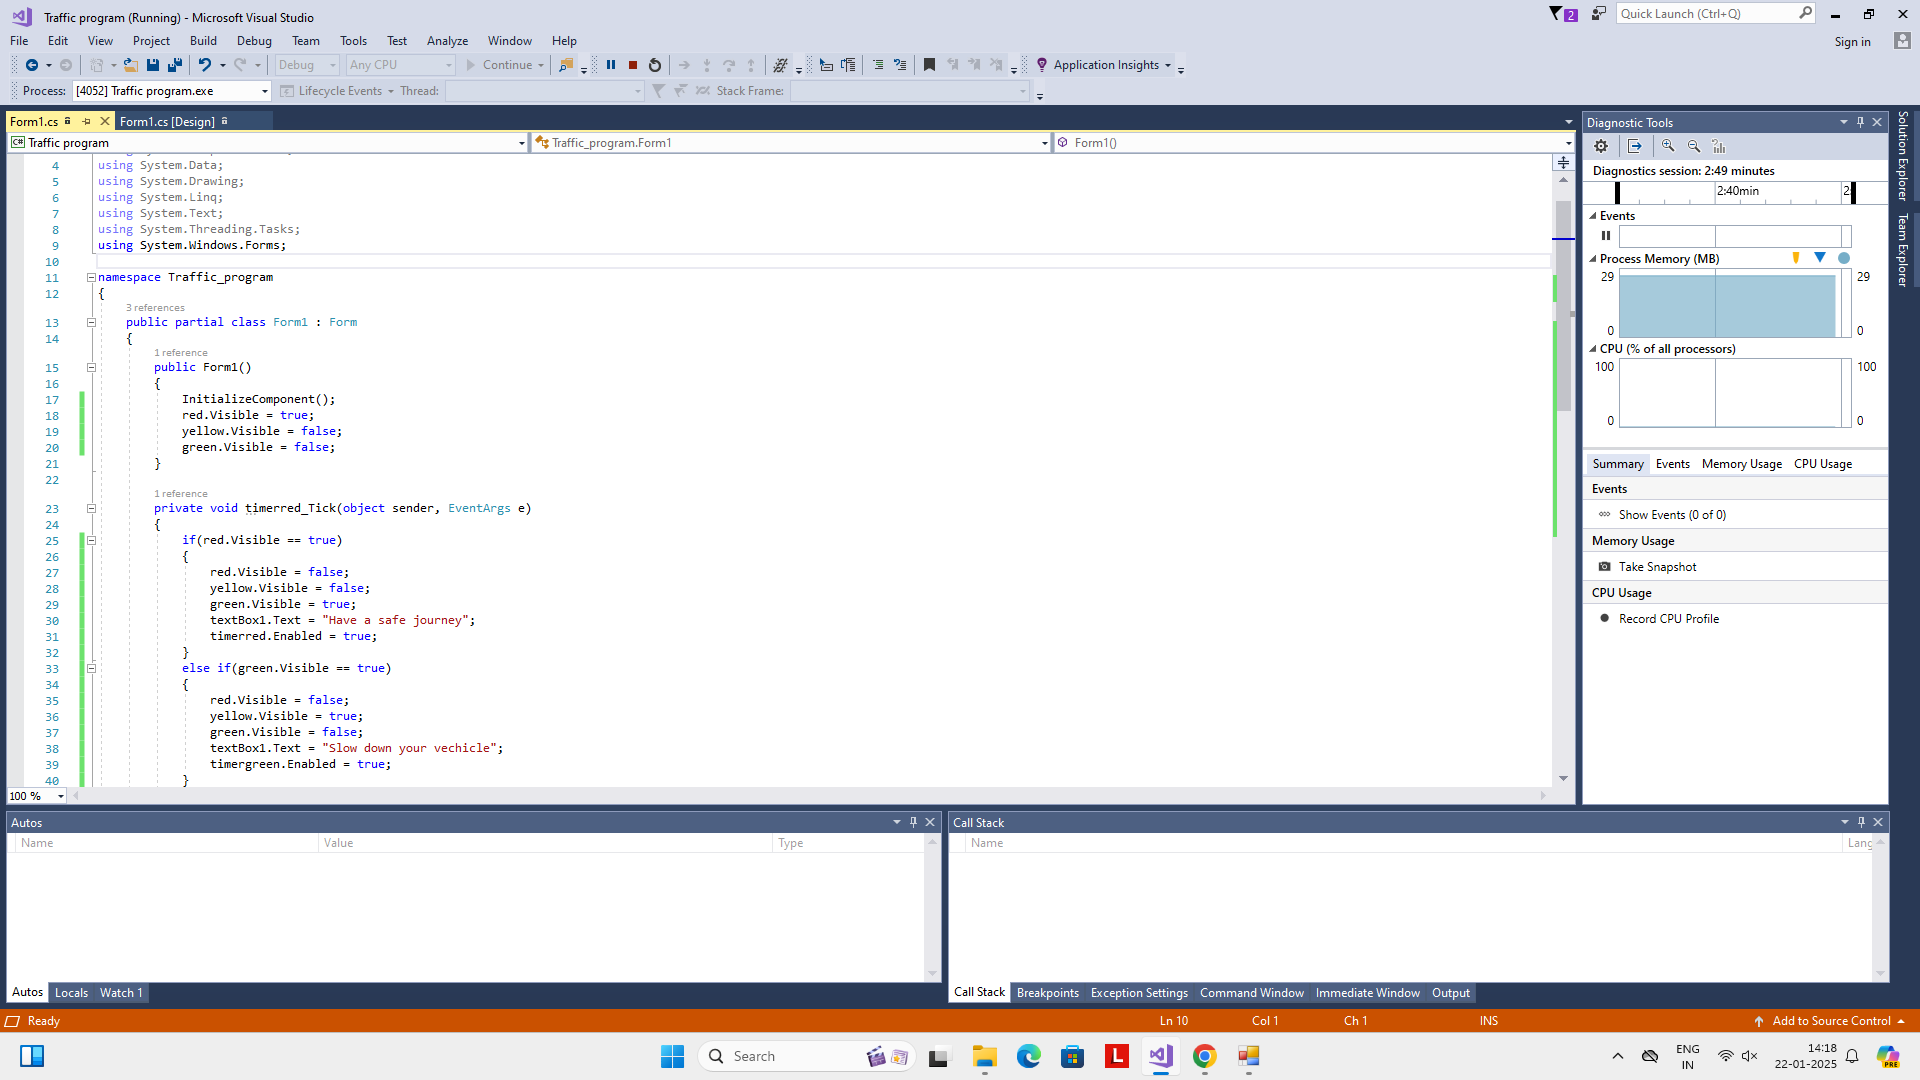 Traffic program (Running) - Microsoft Visual Studio
2
Quick Launch (Ctrl+Q)
File Edit View Project Build Debug Team Tools Test Analyze Window Help
Sign in
Debug Any CPU Continue Application Insights
Process: [4052] Traffic program.exe Lifecycle Events Thread: Stack Frame:
Form1.cs Form1.cs [Design]
Traffic program Traffic_program.Form1 Form1()
4 using System.Data;
5 using System.Drawing;
6 using System.Linq;
7 using System.Text;
8 using System.Threading.Tasks;
9 using System.Windows.Forms;
10
11 namespace Traffic_program
12 {
3 references
13 public partial class Form1 : Form
14 {
1 reference
15 public Form1()
16 {
17 InitializeComponent();
18 red.Visible = true;
19 yellow.Visible = false;
20 green.Visible = false;
21 }
22
1 reference
23 private void timerred_Tick(object sender, EventArgs e)
24 {
25 if(red.Visible == true)
26 {
27 red.Visible = false;
28 yellow.Visible = false;
29 green.Visible = true;
30 textBox1.Text = "Have a safe journey";
31 timerred.Enabled = true;
32 }
33 else if(green.Visible == true)
34 {
35 red.Visible = false;
36 yellow.Visible = true;
37 green.Visible = false;
38 textBox1.Text = "Slow down your vechicle";
39 timergreen.Enabled = true;
40 }
100 %
Diagnostic Tools
Diagnostics session: 2:49 minutes
2:40min 2:
Events
Process Memory (MB)
29 29
0 0
CPU (% of all processors)
100 100
0 0
Summary Events Memory Usage CPU Usage
Events
Show Events (0 of 0)
Memory Usage
Take Snapshot
CPU Usage
Record CPU Profile
Solution Explorer
Team Explorer
Autos
Name Value Type
Autos Locals Watch 1
Call Stack
Name Lang
Call Stack Breakpoints Exception Settings Command Window Immediate Window Output
Ready Ln 10 Col 1 Ch 1 INS Add to Source Control
Search
L
ENG
IN
14:18
22-01-2025
PRE